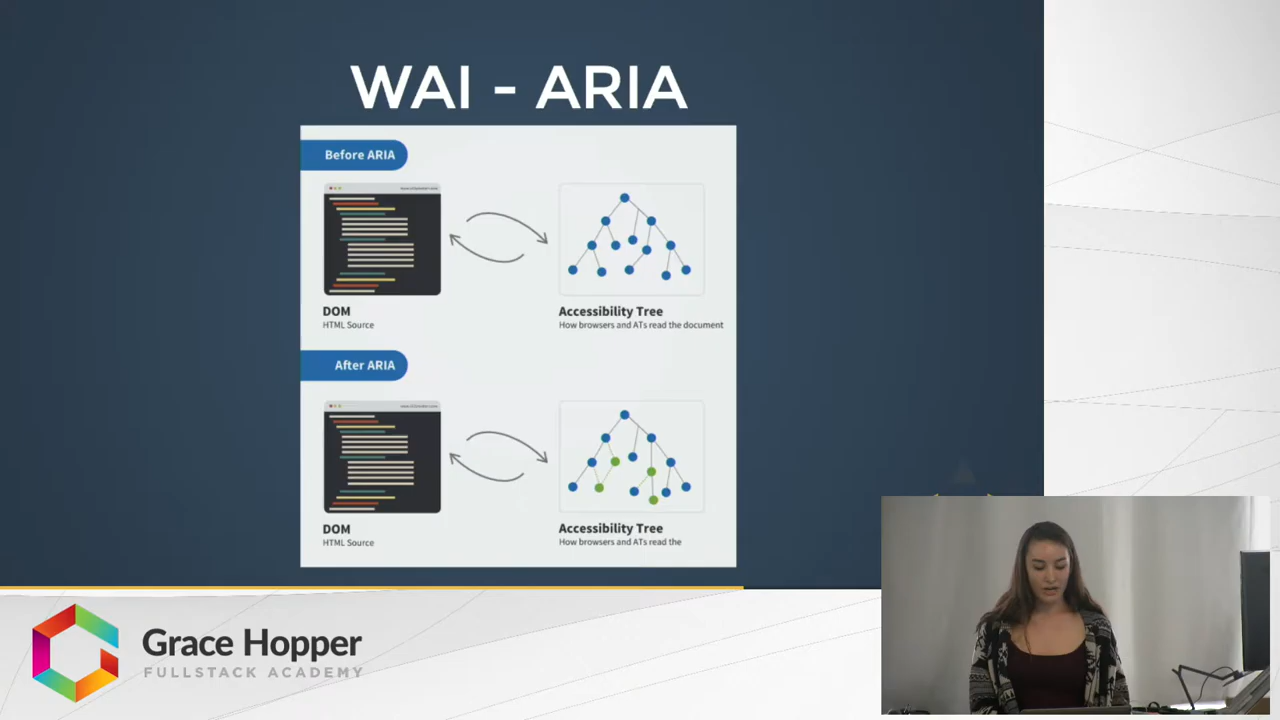 WAI - ARIA
Before ARIA
DOM
HTML Source
Accessibility Tree
How browsers and ATs read the document
After ARIA
DOM
HTML Source
Accessibility Tree
How browsers and ATs read the
Grace Hopper
FULLSTACK ACADEMY